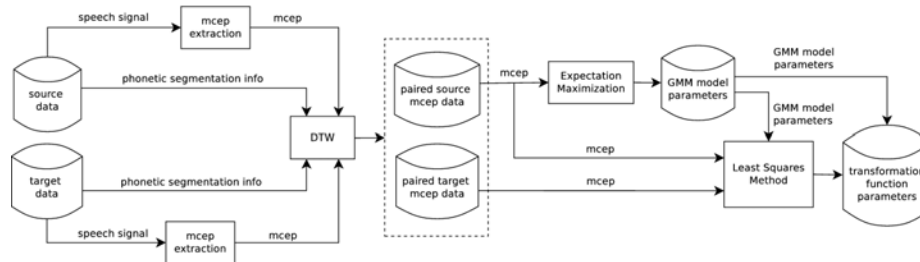 speech signal
mcep
extraction
mcep
source
data
phonetic segmentation info
DTW
target
data
phonetic segmentation info
speech signal
mcep
extraction
mcep
paired source
mcep data
mcep
Expectation
Maximization
GMM model
parameters
GMM model
parameters
GMM model
parameters
mcep
paired target
mcep data
mcep
Least Squares
Method
transformation
function
parameters